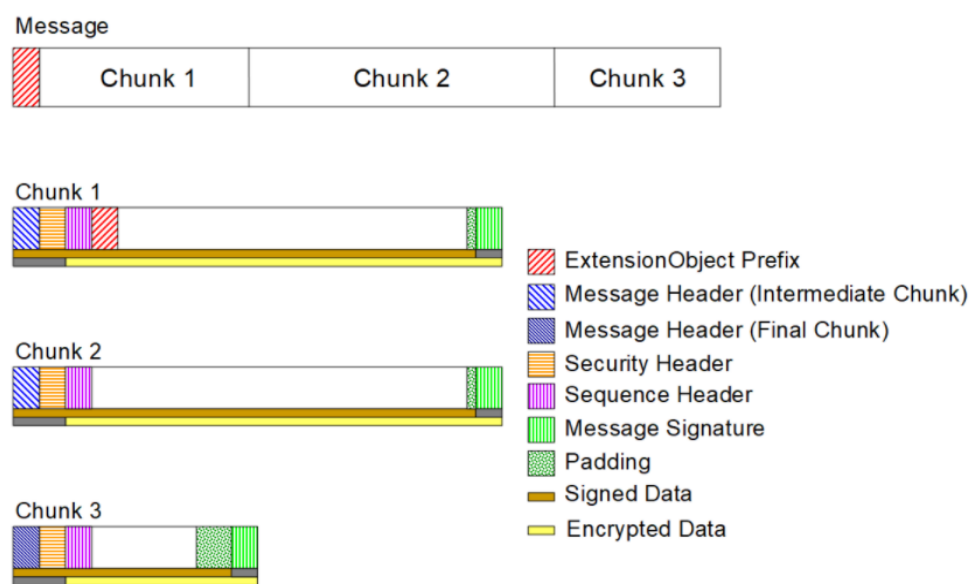 Message
Chunk 1 Chunk 2 Chunk 3
Chunk 1
ExtensionObject Prefix
Message Header (Intermediate Chunk)
Message Header (Final Chunk)
Chunk 2
Security Header
Sequence Header
Message Signature
Padding
Signed Data
Chunk 3
Encrypted Data